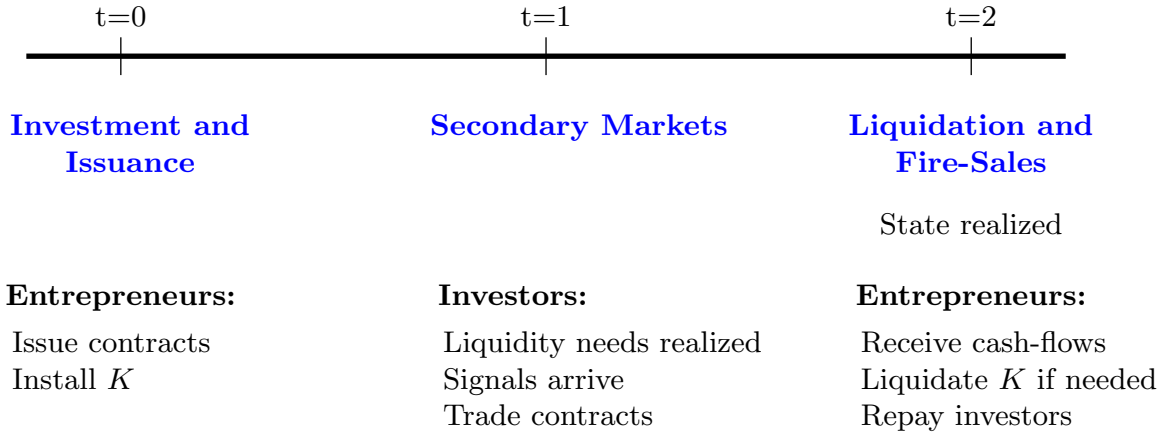 t=0
t=1
t=2
Investment and
Issuance
Secondary Markets
Liquidation and
Fire-Sales
State realized
Entrepreneurs:
Issue contracts
Install K
Investors:
Liquidity needs realized
Signals arrive
Trade contracts
Entrepreneurs:
Receive cash-flows
Liquidate K if needed
Repay investors